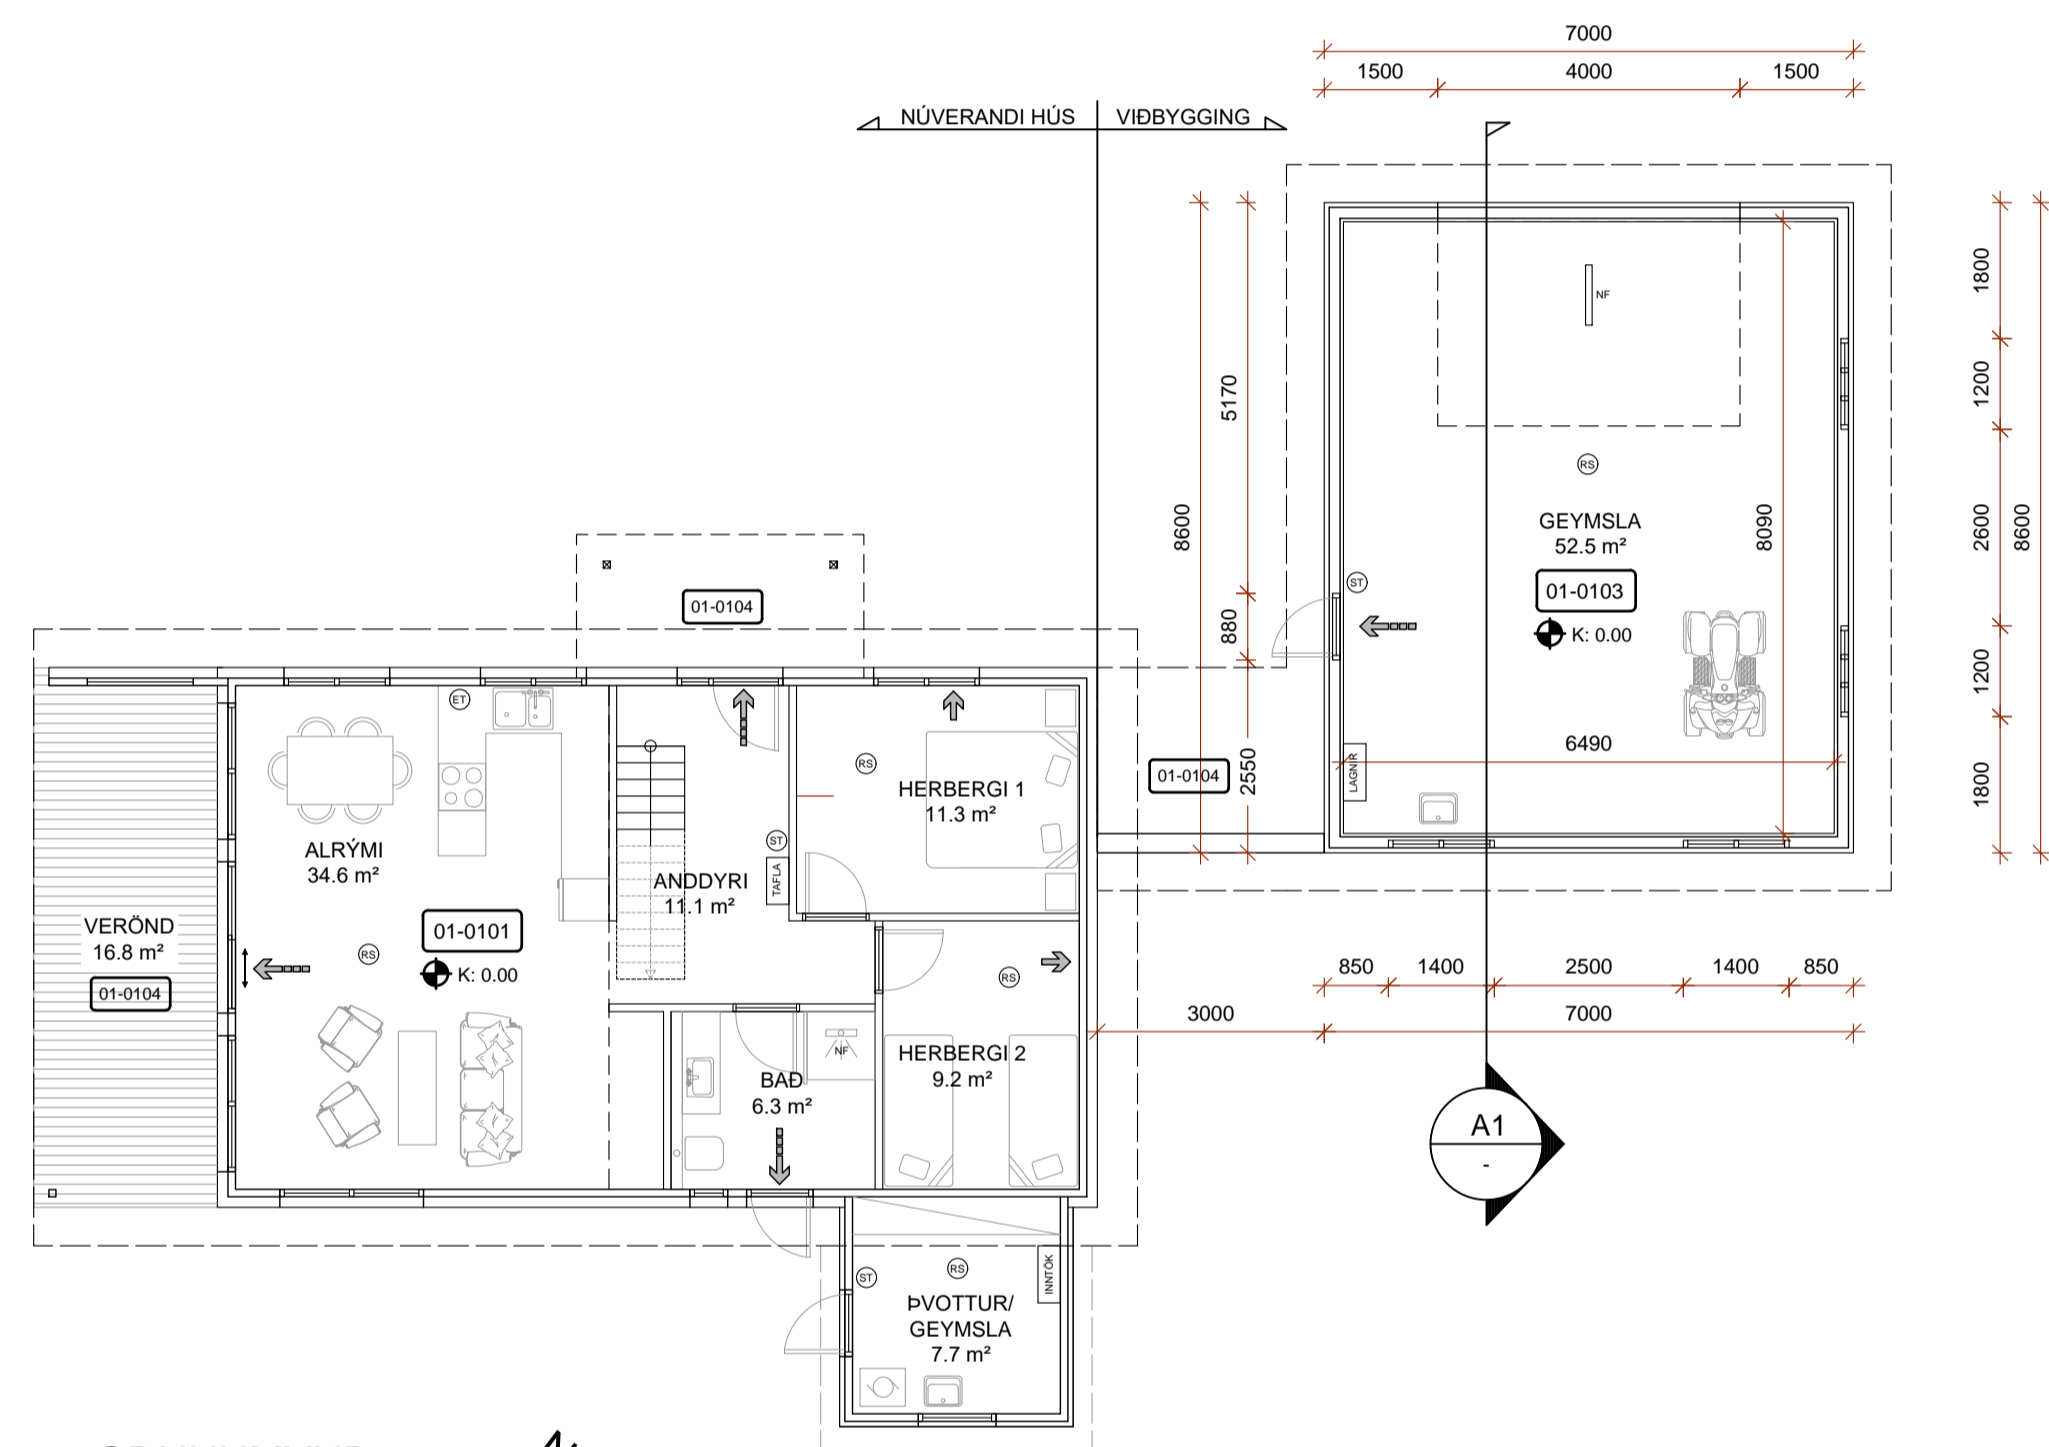 7000
1500 4000 1500
NÚVERANDI HÚS VIÐBYGGING
NF
1800
1200
2600
1200
1800
8600
5170
880
2550
8600
RS
GEYMSLA
52.5 m²
01-0103
K: 0.00
8090
ST
6490
LAGNIR
01-0104
01-0104
ET
RS
HERBERGI 1
11.3 m²
ALRÝMI
34.6 m²
ST
TAFLA
ANDDYRI
11.1 m²
VERÖND
16.8 m²
01-0104
01-0101
K: 0.00
RS
RS
850 1400 2500 1400 850
3000 7000
NF
HERBERGI 2
9.2 m²
BAÐ
6.3 m²
A1
-
ST
RS
INNTÖK
ÞVOTTUR/
GEYMSLA
7.7 m²